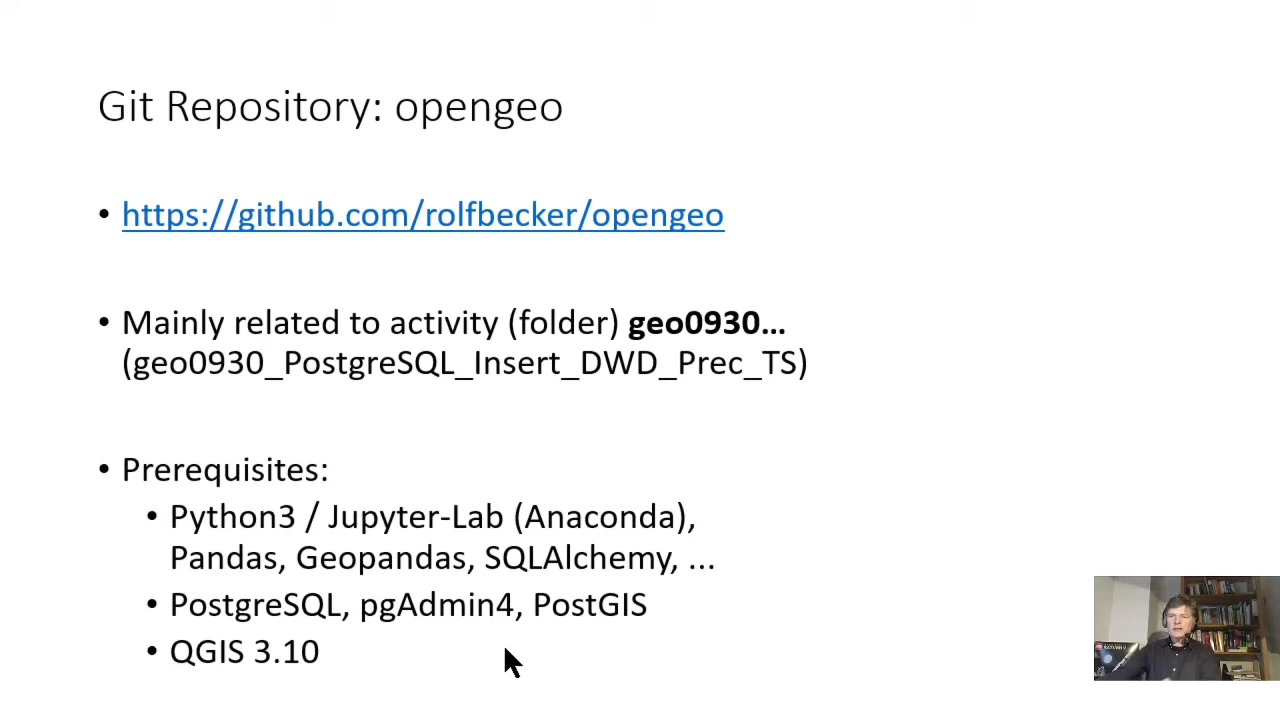 Git Repository: opengeo
• https://github.com/rolfbecker/opengeo
• Mainly related to activity (folder) geo0930...
(geo0930_PostgreSQL_Insert_DWD_Prec_TS)
• Prerequisites:
• Python3 / Jupyter-Lab (Anaconda),
Pandas, Geopandas, SQLAlchemy, ...
• PostgreSQL, pgAdmin4, PostGIS
• QGIS 3.10